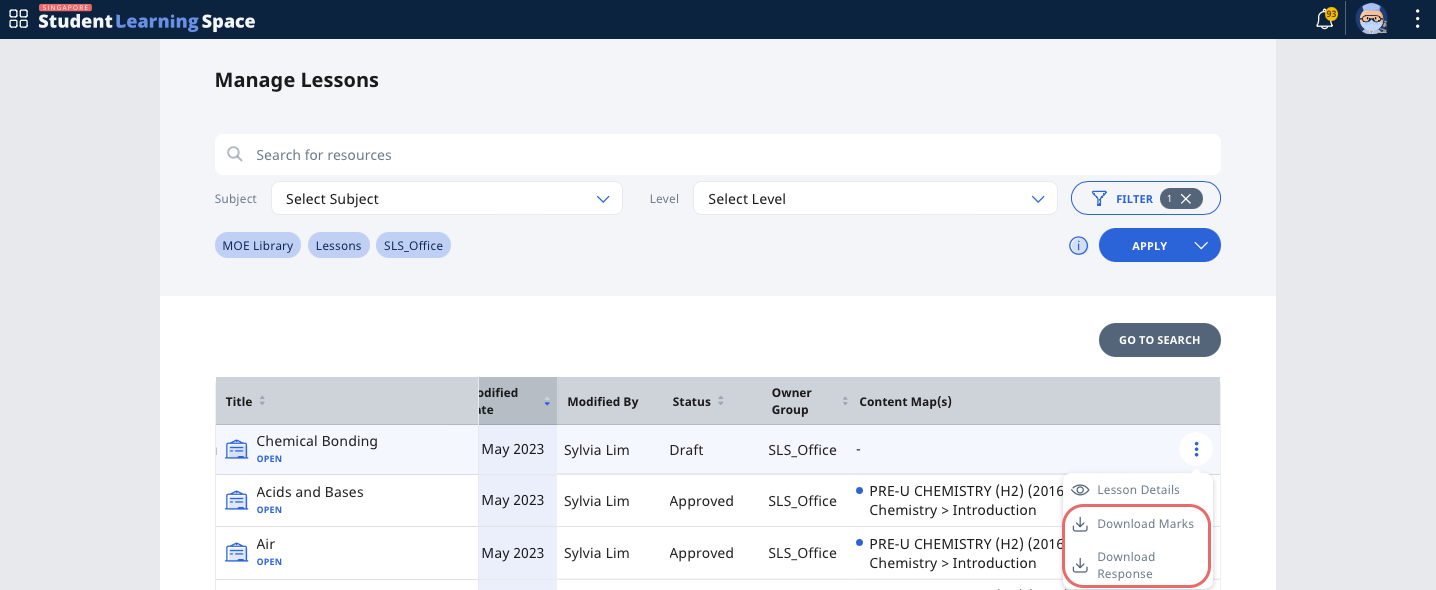 SINGAPORE
Student Learning Space
93
Manage Lessons
Search for resources
Subject
Select Subject
Level
Select Level
FILTER 1
MOE Library
Lessons
SLS_Office
APPLY
GO TO SEARCH
Title
odified
te
Modified By
Status
Owner
Group
Content Map(s)
Chemical Bonding
OPEN
May 2023
Sylvia Lim
Draft
SLS_Office
-
Lesson Details
Download Marks
Download
Response
Acids and Bases
OPEN
May 2023
Sylvia Lim
Approved
SLS_Office
PRE-U CHEMISTRY (H2) (2016
Chemistry > Introduction
Air
OPEN
May 2023
Sylvia Lim
Approved
SLS_Office
PRE-U CHEMISTRY (H2) (2016
Chemistry > Introduction